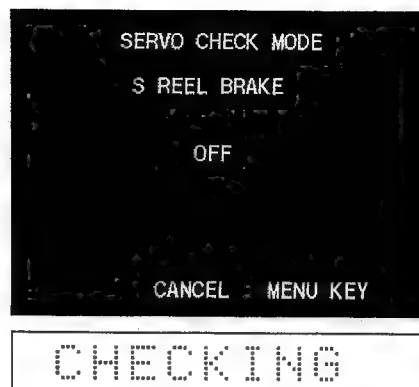 SERVO CHECK MODE
S REEL BRAKE
OFF
CANCEL : MENU KEY
CHECKING